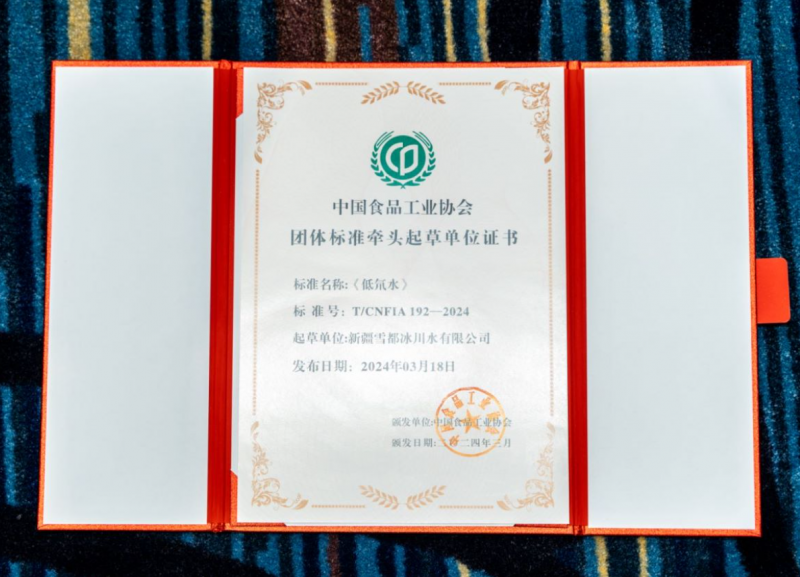 中国食品工业协会
团体标准牵头起草单位证书
标准名称:《低氘水》
标 准 号: T/CNFIA 192—2024
起草单位:新疆雪都冰川水有限公司
发布日期: 2024年03月18日
颁发单位:中国食品工业协会
颁发日期:二〇二四年三月